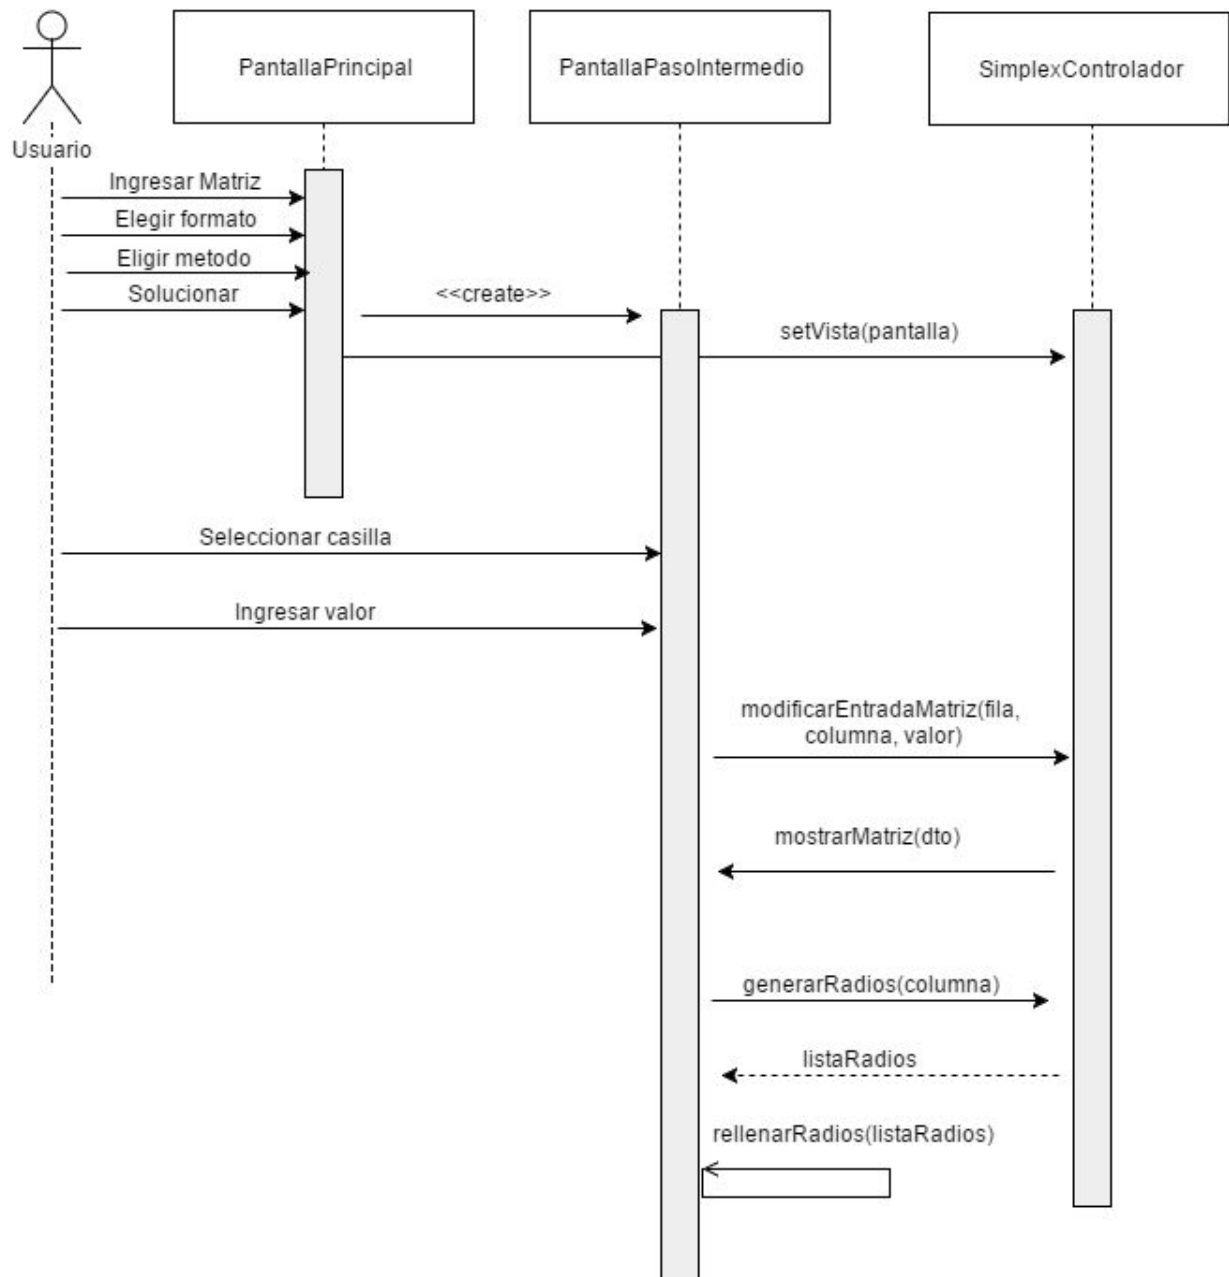 PantallaPrincipal
PantallaPasoIntermedio
SimplexControlador
Usuario
Ingresar Matriz
Elegir formato
Eligir metodo
Solucionar
<<create>>
setVista(pantalla)
Seleccionar casilla
Ingresar valor
modificarEntradaMatriz(fila,
columna, valor)
mostrarMatriz(dto)
generarRadios(columna)
listaRadios
rellenarRadios(listaRadios)